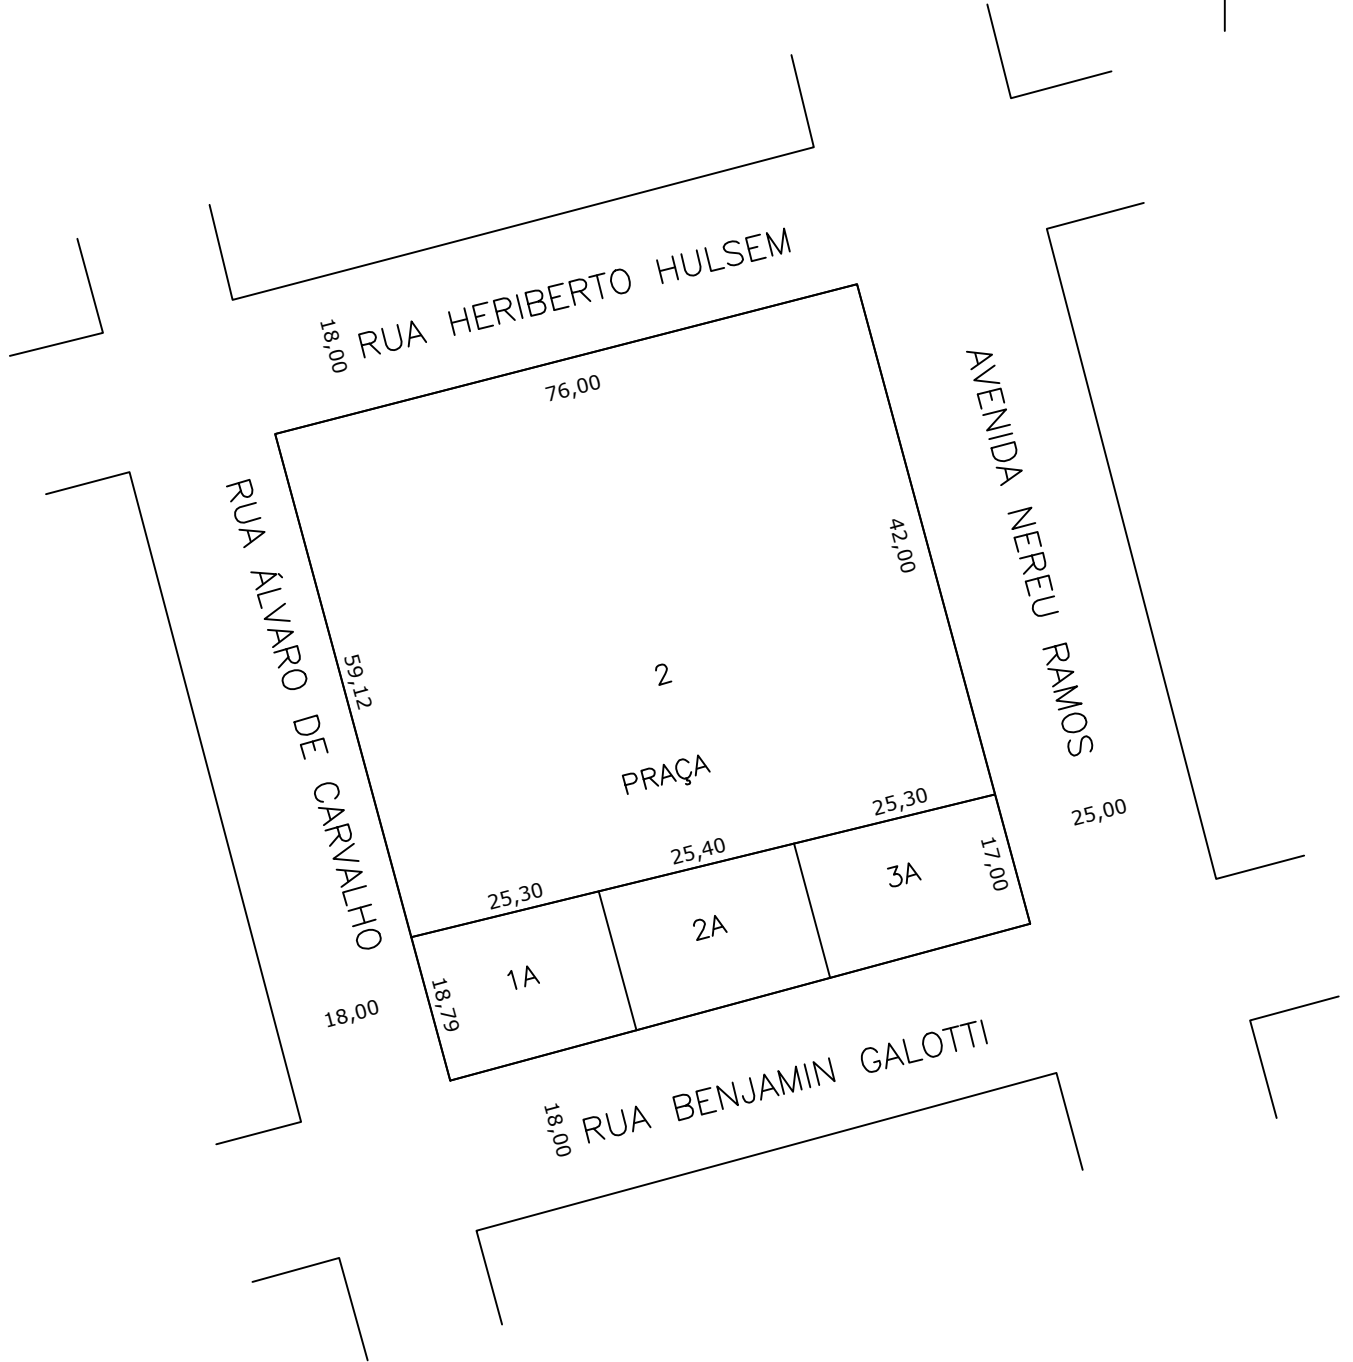 RUA HERIBERTO HULSEM
18,00
76,00
AVENIDA NEREU RAMOS
RUA ÁLVARO DE CARVALHO
42,00
59,12
2
PRAÇA
25,30
25,00
25,40
17,00
3A
25,30
2A
1A
18,79
18,00
RUA BENJAMIN GALOTTI
18,00